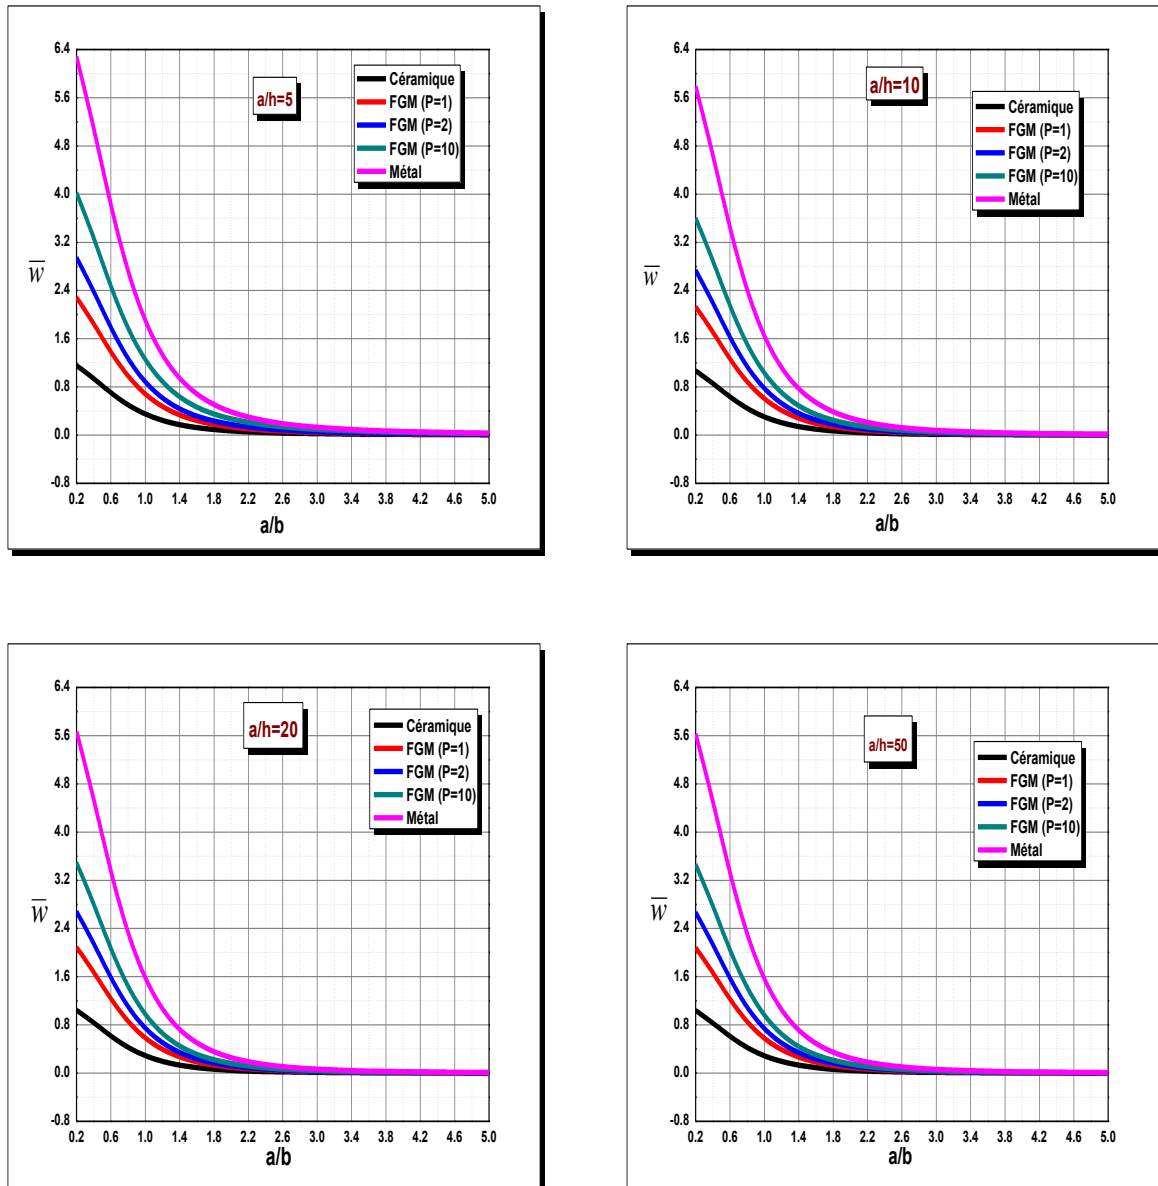 6.4
5.6
4.8
4.0
3.2
2.4
1.6
0.8
0.0
-0.8
w̅
a/h=5
Céramique
FGM (P=1)
FGM (P=2)
FGM (P=10)
Métal
0.2 0.6 1.0 1.4 1.8 2.2 2.6 3.0 3.4 3.8 4.2 4.6 5.0
a/b
6.4
5.6
4.8
4.0
3.2
2.4
1.6
0.8
0.0
-0.8
w̅
a/h=10
Céramique
FGM (P=1)
FGM (P=2)
FGM (P=10)
Métal
0.2 0.6 1.0 1.4 1.8 2.2 2.6 3.0 3.4 3.8 4.2 4.6 5.0
a/b
6.4
5.6
4.8
4.0
3.2
2.4
1.6
0.8
0.0
-0.8
w̅
a/h=20
Céramique
FGM (P=1)
FGM (P=2)
FGM (P=10)
Métal
0.2 0.6 1.0 1.4 1.8 2.2 2.6 3.0 3.4 3.8 4.2 4.6 5.0
a/b
6.4
5.6
4.8
4.0
3.2
2.4
1.6
0.8
0.0
-0.8
w̅
a/h=50
Céramique
FGM (P=1)
FGM (P=2)
FGM (P=10)
Métal
0.2 0.6 1.0 1.4 1.8 2.2 2.6 3.0 3.4 3.8 4.2 4.6 5.0
a/b